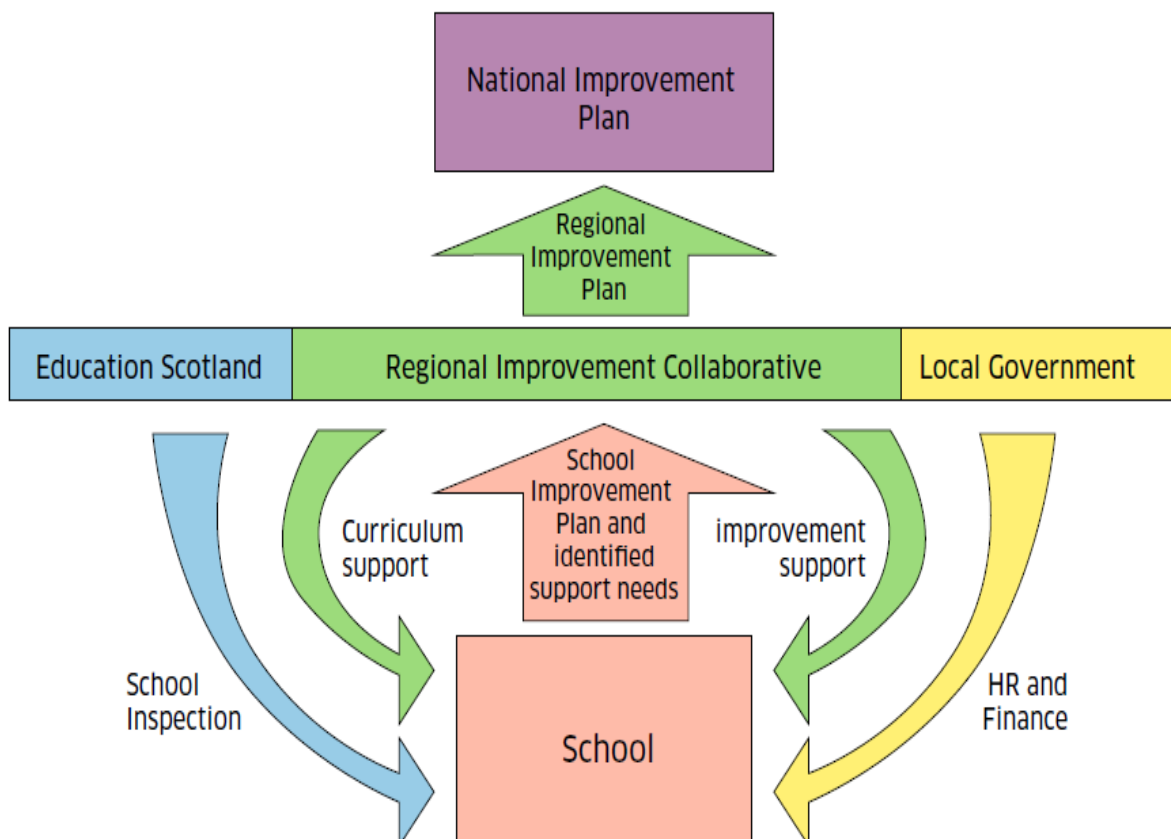 National Improvement
Plan
Regional
Improvement
Plan
Education Scotland
Regional Improvement Collaborative
Local Government
School
Improvement
Plan and
identified
support needs
Curriculum
support
improvement
support
School
Inspection
HR and
Finance
School